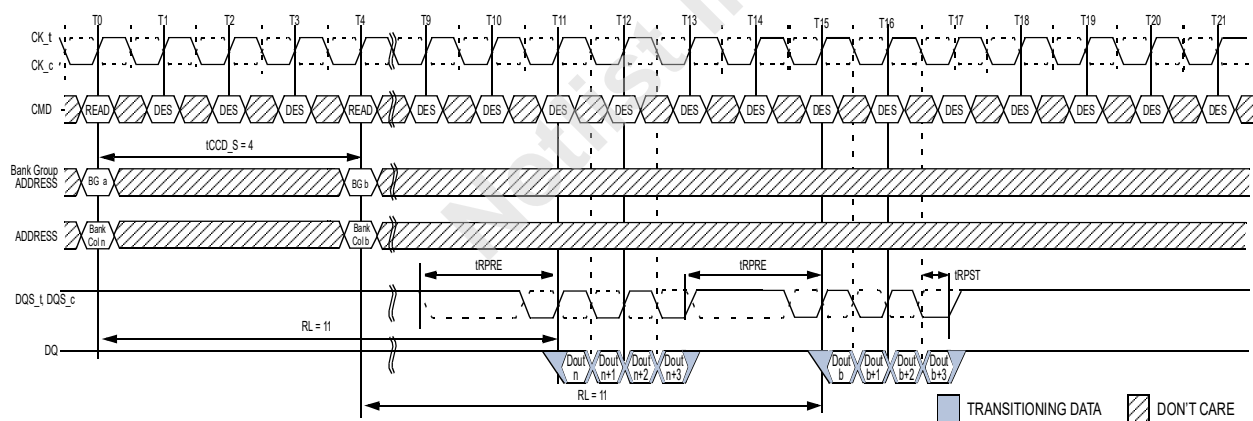 T0 T1 T2 T3 T4 T9 T10 T11 T12 T13 T14 T15 T16 T17 T18 T19 T20 T21
CK_t
CK_c
CMD READ DES DES DES READ DES DES DES DES DES DES DES DES DES DES DES DES DES
tCCD_S = 4
Bank Group
ADDRESS
BG a BG b
ADDRESS
Bank
Col n
Bank
Col b
tRPRE tRPRE tRPST
DQS_t, DQS_c
RL = 11
DQ
Dout
n
Dout
n+1
Dout
n+2
Dout
n+3
Dout
b
Dout
b+1
Dout
b+2
Dout
b+3
RL = 11
TRANSITIONING DATA DON'T CARE
Netlist